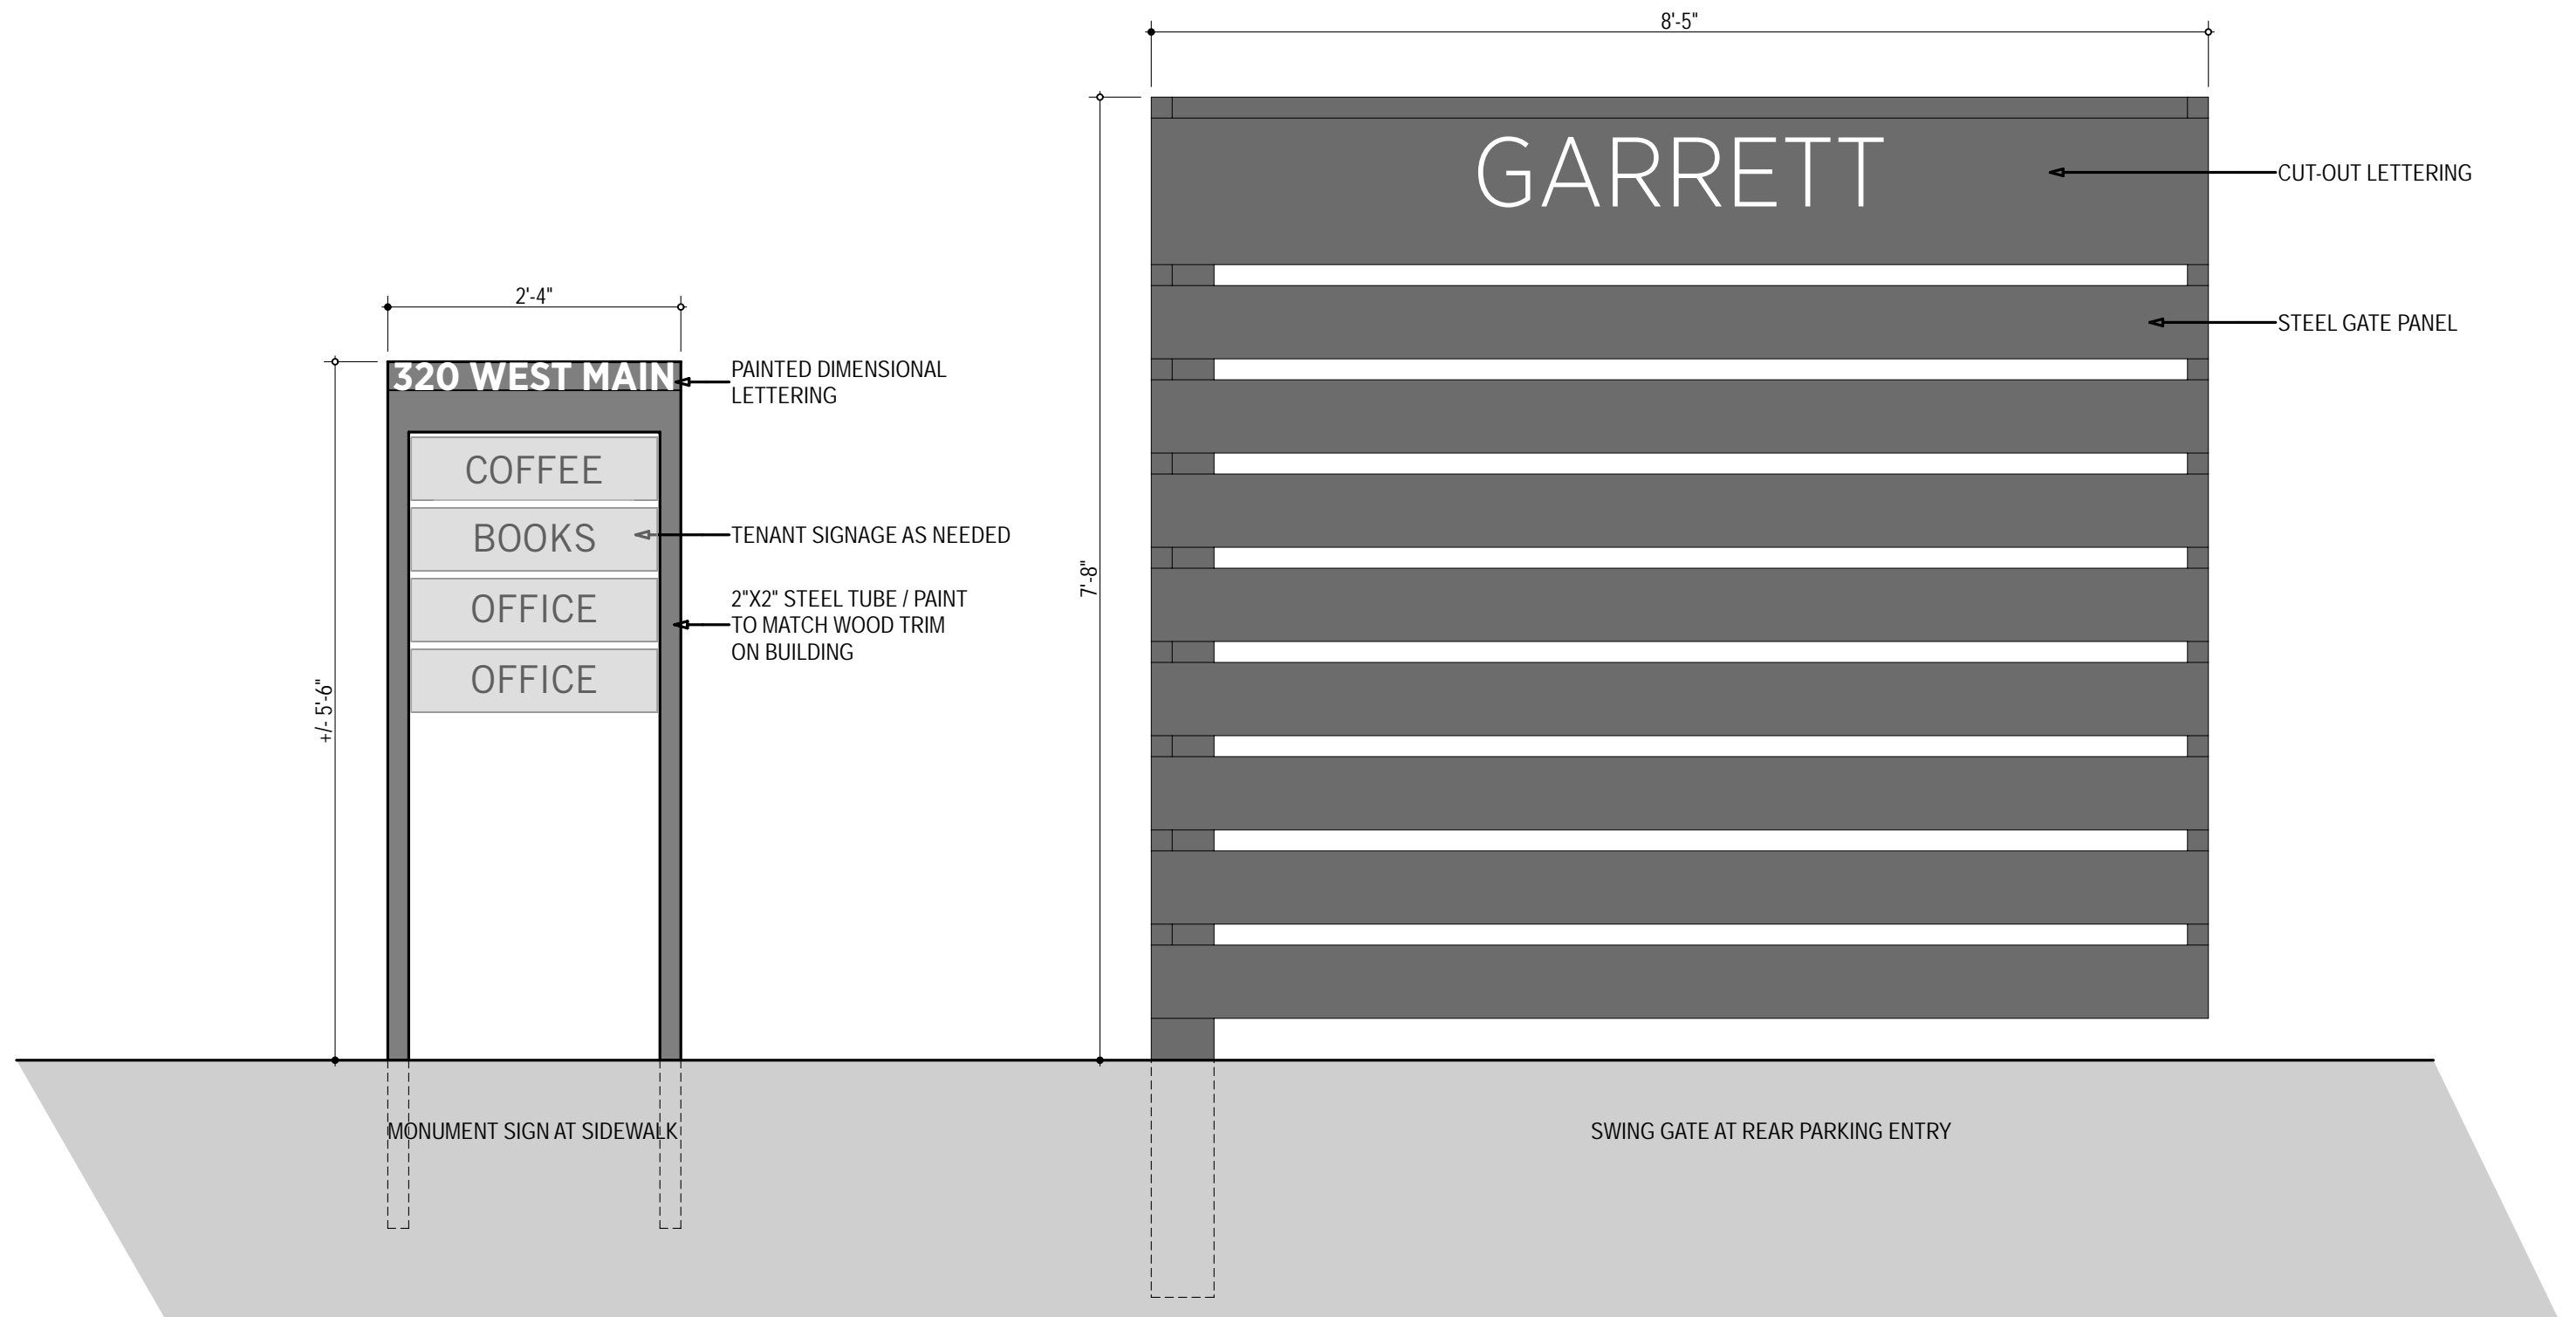 8'-5"
GARRETT
CUT-OUT LETTERING
STEEL GATE PANEL
7'-8"
2'-4"
320 WEST MAIN
PAINTED DIMENSIONAL
LETTERING
COFFEE
BOOKS
TENANT SIGNAGE AS NEEDED
OFFICE
2"X2" STEEL TUBE / PAINT
TO MATCH WOOD TRIM
ON BUILDING
OFFICE
+/- 5'-6"
MONUMENT SIGN AT SIDEWALK
SWING GATE AT REAR PARKING ENTRY